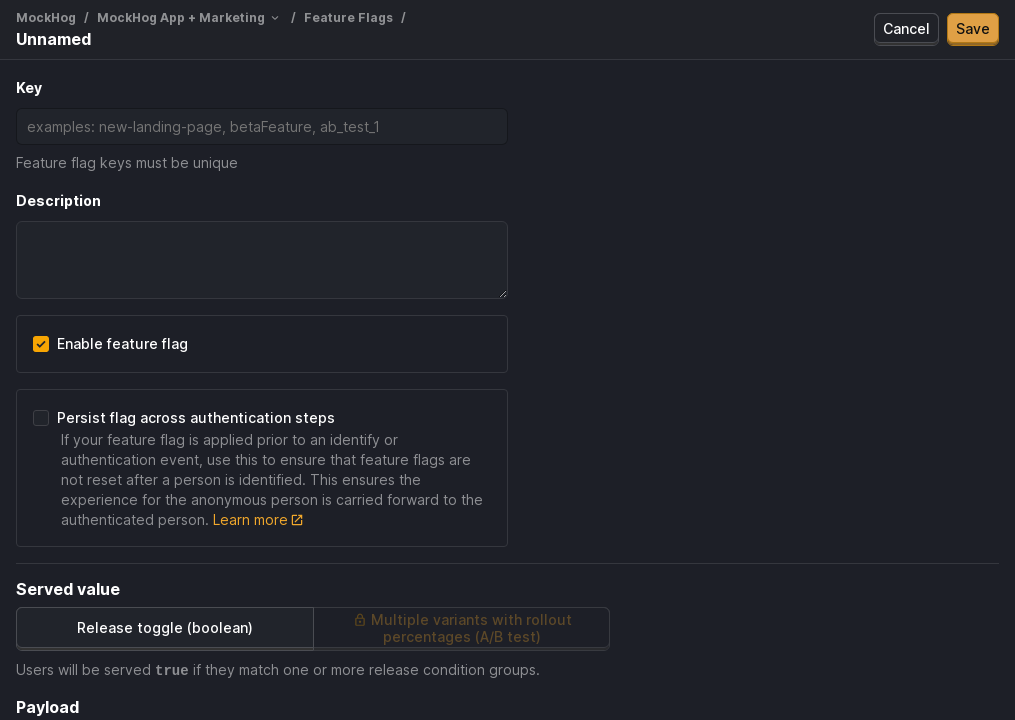 MockHog / MockHog App + Marketing / Feature Flags /
Unnamed
Cancel
Save
Key
examples: new-landing-page, betaFeature, ab_test_1
Feature flag keys must be unique
Description
Enable feature flag
Persist flag across authentication steps
If your feature flag is applied prior to an identify or
authentication event, use this to ensure that feature flags are
not reset after a person is identified. This ensures the
experience for the anonymous person is carried forward to the
authenticated person. Learn more
Served value
Release toggle (boolean)
Multiple variants with rollout
percentages (A/B test)
Users will be served true if they match one or more release condition groups.
Payload